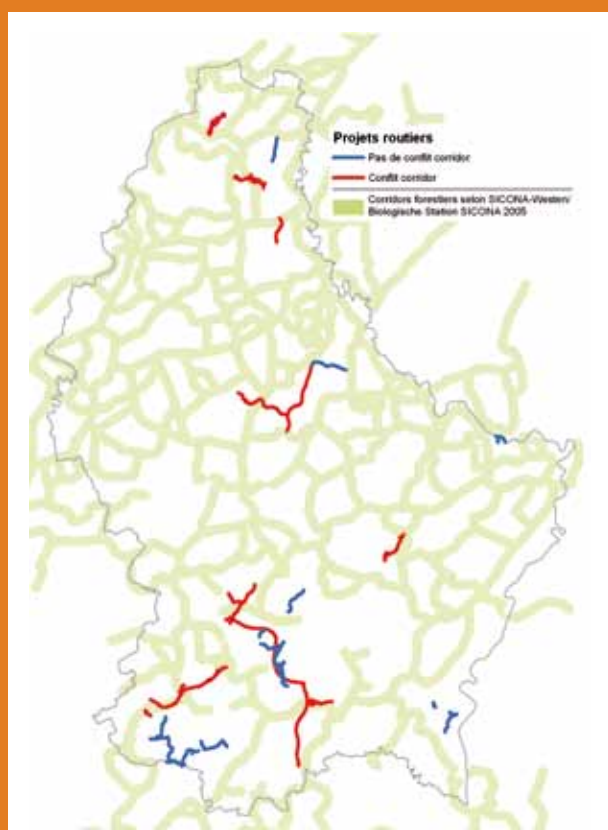 Projets routiers
Pas de conflit corridor
Conflit corridor
Corridors forestiers selon SICONA-Westen/
Biologische Station SICONA 2005